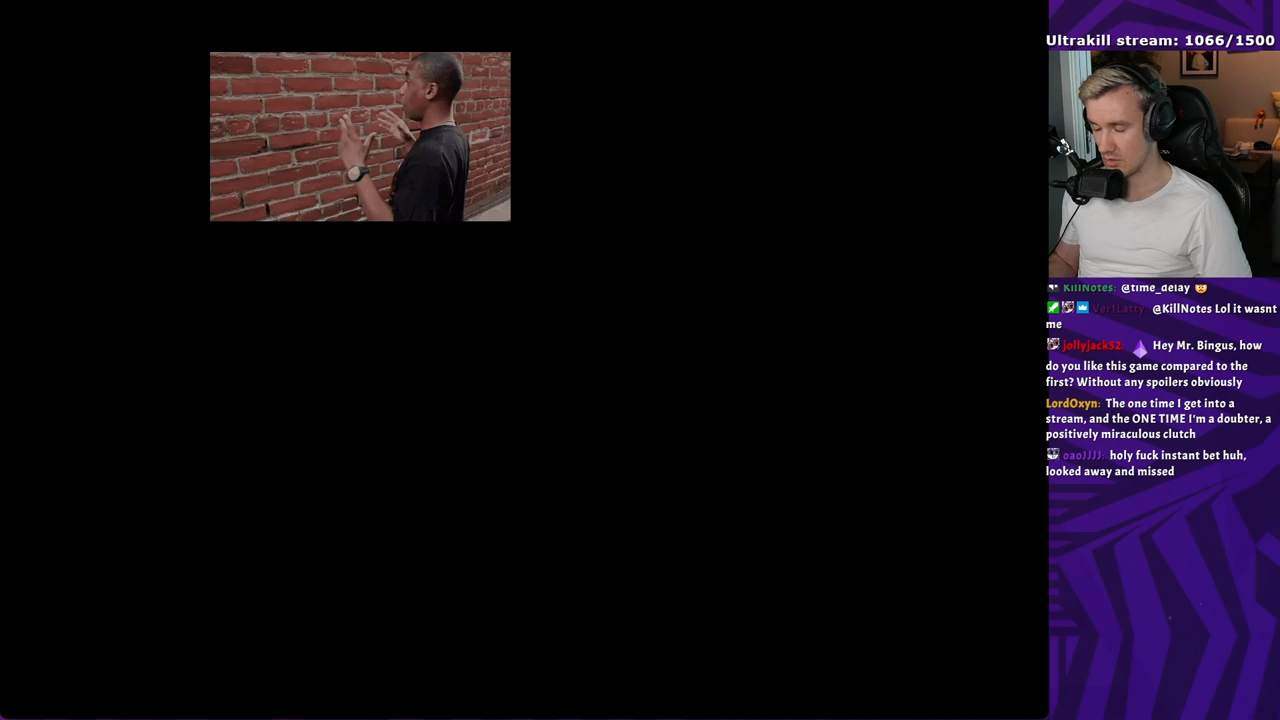 Ultrakill stream: 1066/1500
KillNotes: @time_delay
Ver1Latty: @KillNotes Lol it wasnt
me
jollyjack52: Hey Mr. Bingus, how
do you like this game compared to the
first? Without any spoilers obviously
LordOxyn: The one time I get into a
stream, and the ONE TIME I'm a doubter, a
positively miraculous clutch
oaoJJJJ: holy fuck instant bet huh,
looked away and missed